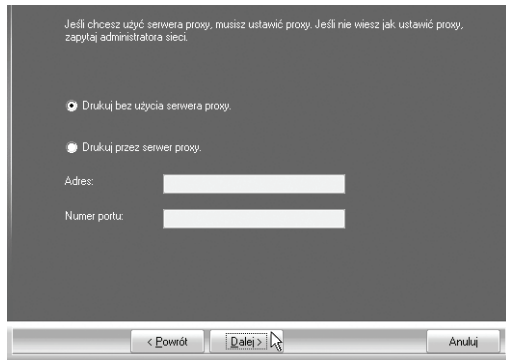 Jeśli chcesz użyć serwera proxy, musisz ustawić proxy. Jeśli nie wiesz jak ustawić proxy,
zapytaj administratora sieci.
Drukuj bez użycia serwera proxy.
Drukuj przez serwer proxy.
Adres:
Numer portu:
< Powrót
Dalej >
Anuluj